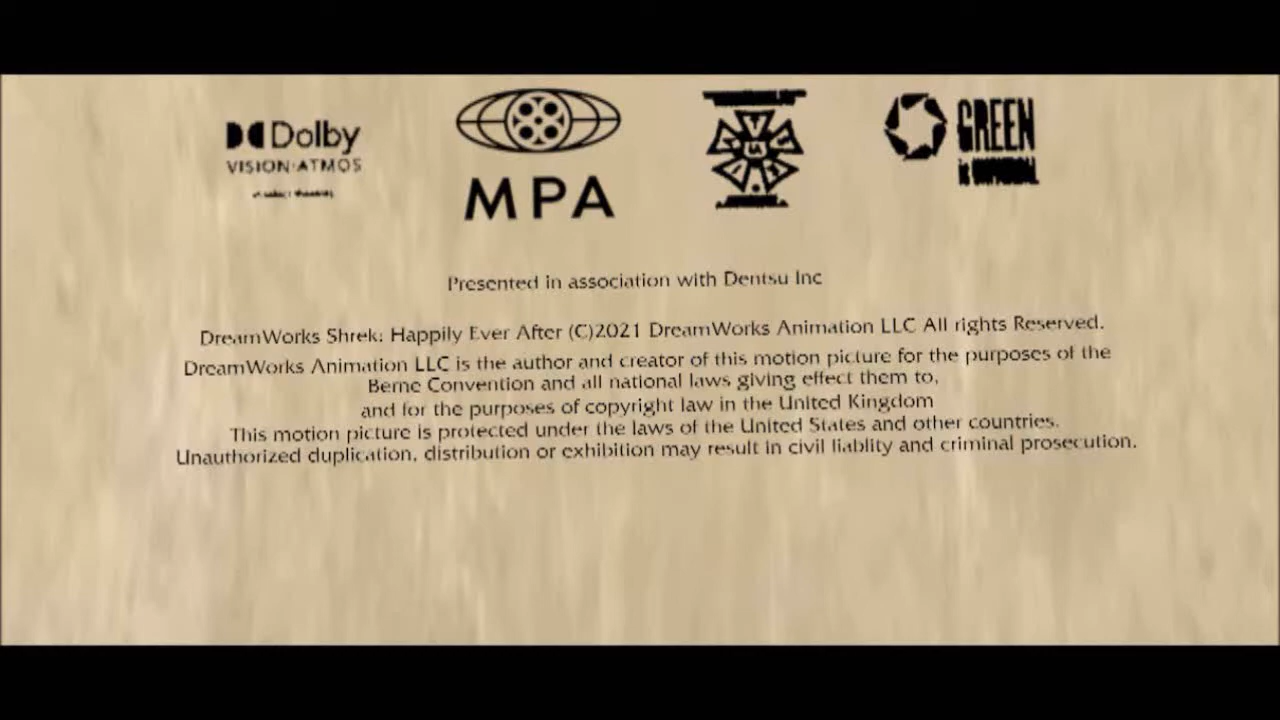 Dolby
VISION·ATMOS
MPA
GREEN
is UNIVERSAL
Presented in association with Dentsu Inc
DreamWorks Shrek: Happily Ever After (C)2021 DreamWorks Animation LLC All rights Reserved.
DreamWorks Animation LLC is the author and creator of this motion picture for the purposes of the
Berne Convention and all national laws giving effect them to,
and for the purposes of copyright law in the United Kingdom
This motion picture is protected under the laws of the United States and other countries.
Unauthorized duplication, distribution or exhibition may result in civil liablity and criminal prosecution.